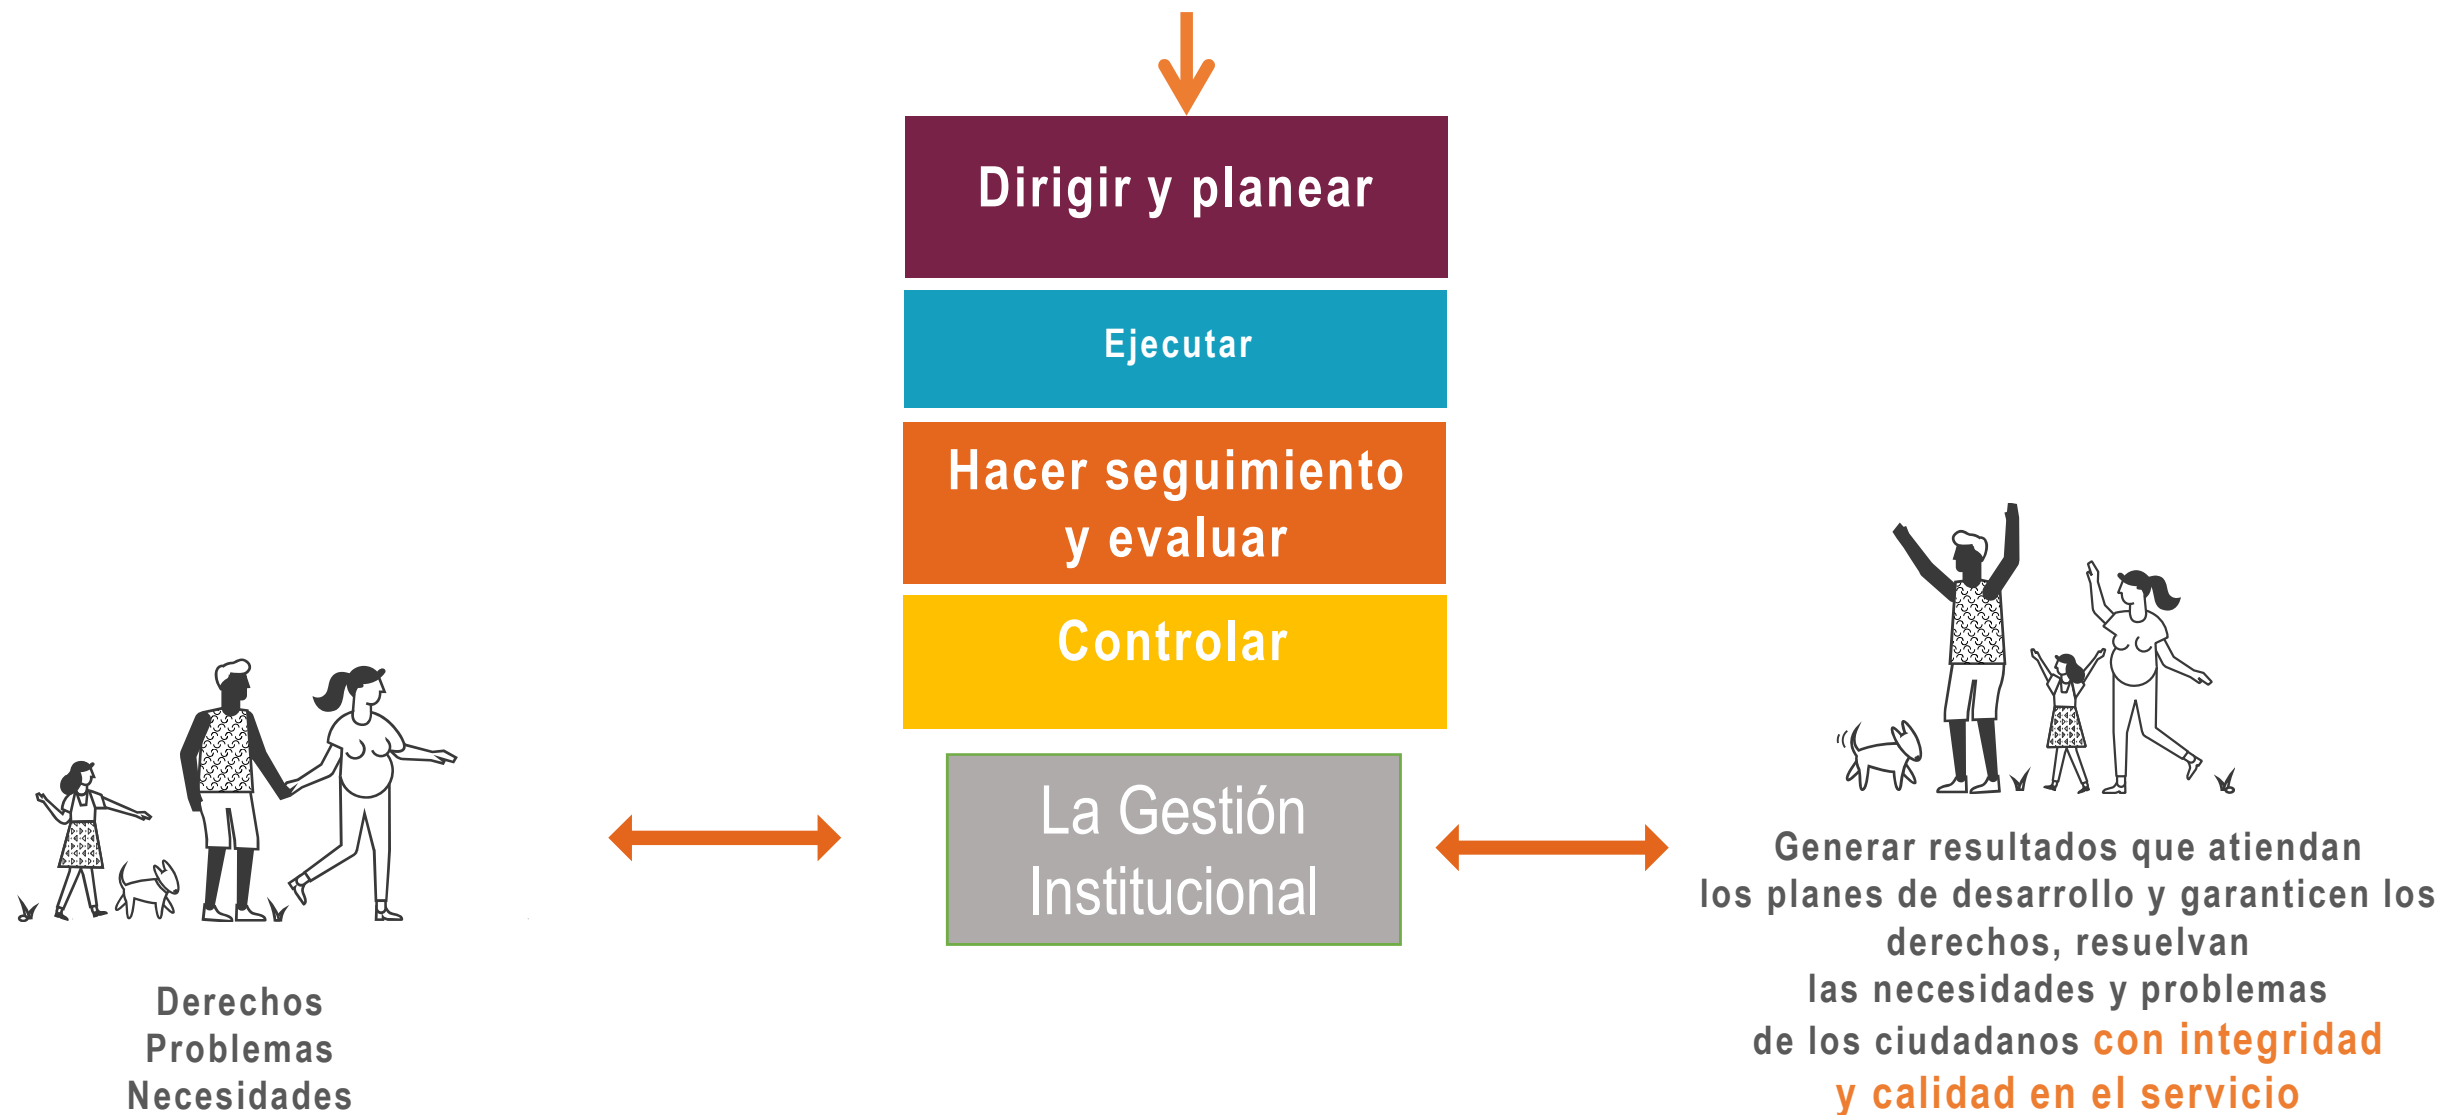 Dirigir y planear
Ejecutar
Hacer seguimiento
y evaluar
Controlar
La Gestión
Institucional
Derechos
Problemas
Necesidades
Generar resultados que atiendan
los planes de desarrollo y garanticen los
derechos, resuelvan
las necesidades y problemas
de los ciudadanos con integridad
y calidad en el servicio